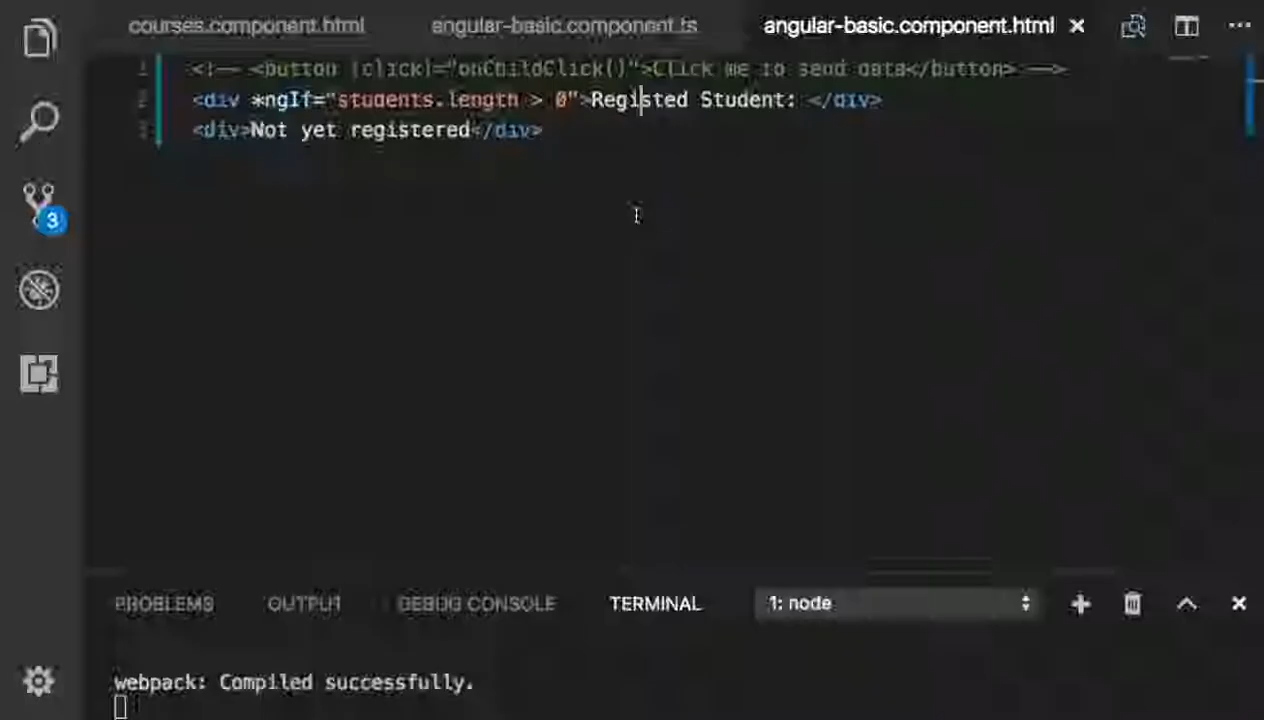 courses.component.html angular-basic.component.ts angular-basic.component.html
3
1 <!-- <button (click)="onChildClick()">Click me to send data</button> -->
<div *ngIf="students.length > 0">Registed Student: </div>
<div>Not yet registered</div>
PROBLEMS OUTPUT DEBUG CONSOLE TERMINAL 1: node
webpack: Compiled successfully.